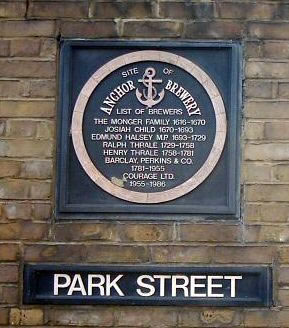 SITE OF
ANCHOR BREWERY
LIST OF BREWERS
THE MONGER FAMILY 1616-1670
JOSIAH CHILD 1670-1693
EDMUND HALSEY M.P. 1693-1729
RALPH THRALE 1729-1758
HENRY THRALE 1758-1781
BARCLAY, PERKINS & CO.
1781-1955
COURAGE LTD.
1955-1986
PARK STREET